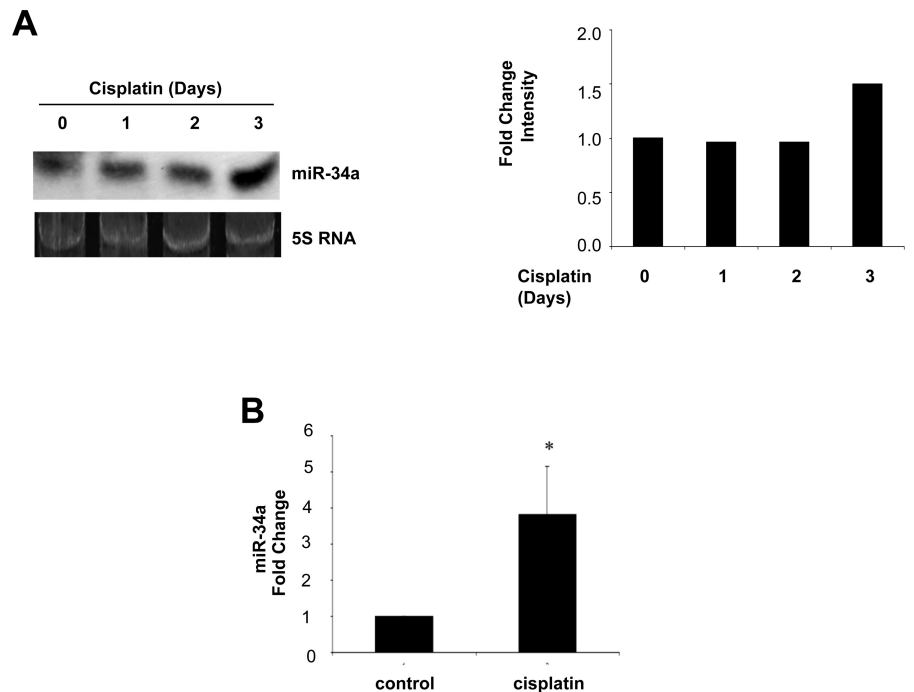 A
Cisplatin (Days)
0 1 2 3
miR-34a
5S RNA
Fold Change
Intensity
2.0
1.5
1.0
0.5
0.0
Cisplatin
(Days)
0 1 2 3
B
miR-34a
Fold Change
6
5
4
3
2
1
0
*
control cisplatin